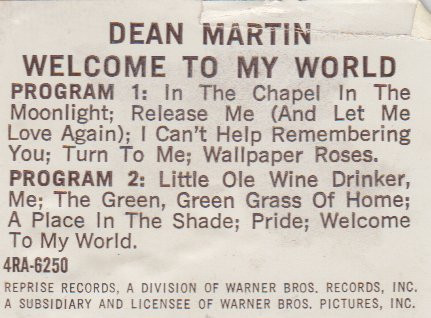 DEAN MARTIN
WELCOME TO MY WORLD
PROGRAM 1: In The Chapel In The
Moonlight; Release Me (And Let Me
Love Again); I Can't Help Remembering
You; Turn To Me; Wallpaper Roses.
PROGRAM 2: Little Ole Wine Drinker,
Me; The Green, Green Grass Of Home;
A Place In The Shade; Pride; Welcome
To My World.
4RA-6250
REPRISE RECORDS, A DIVISION OF WARNER BROS. RECORDS, INC.
A SUBSIDIARY AND LICENSEE OF WARNER BROS. PICTURES, INC.